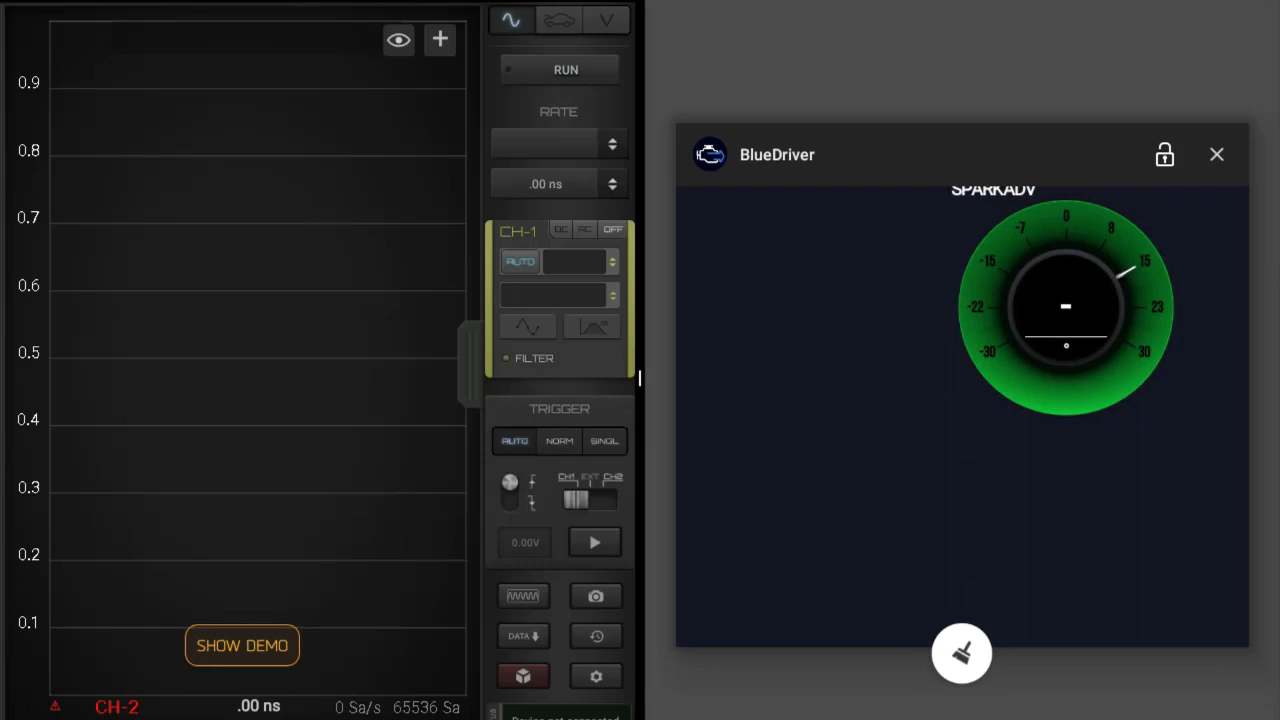 0.9
0.8
0.7
0.6
0.5
0.4
0.3
0.2
0.1
SHOW DEMO
CH-2
.00 ns
0 Sa/s
65536 Sa
V
RUN
RATE
.00 ns
CH-1
DC
AC
OFF
AUTO
FILTER
TRIGGER
AUTO
NORM
SINGL
CH1
EXT
CH2
0.00V
DATA
Device not connected
BlueDriver
SPARKADV
0
-7
8
-15
15
-22
23
-30
30
-
°